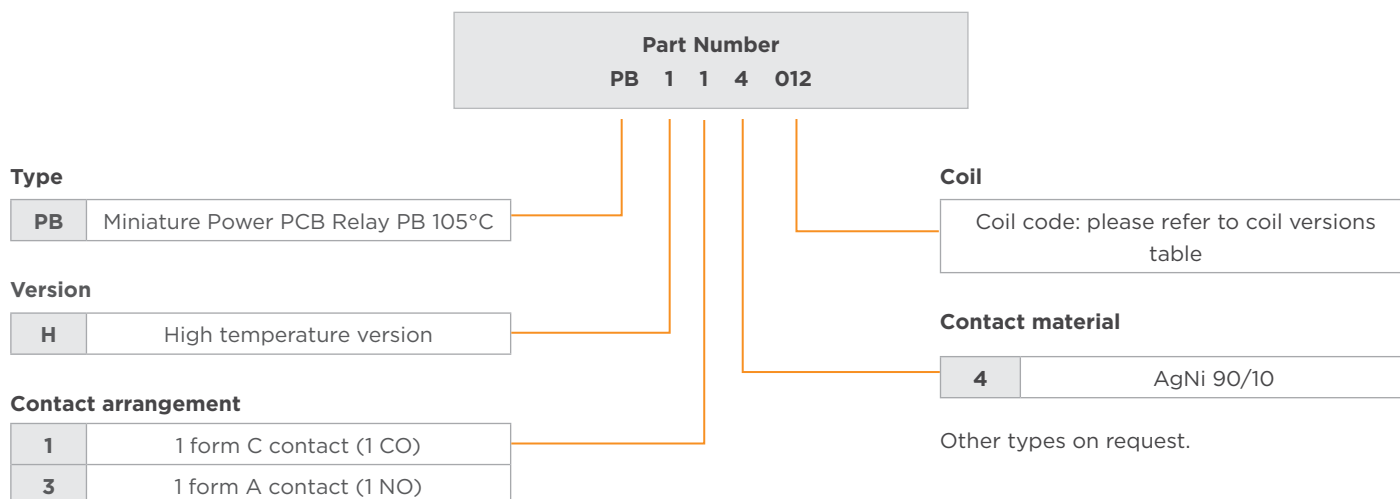 Part Number
PB 1 1 4 012
Type
PB Miniature Power PCB Relay PB 105°C
Version
H High temperature version
Contact arrangement
1 1 form C contact (1 CO)
3 1 form A contact (1 NO)
Coil
Coil code: please refer to coil versions
table
Contact material
4 AgNi 90/10
Other types on request.